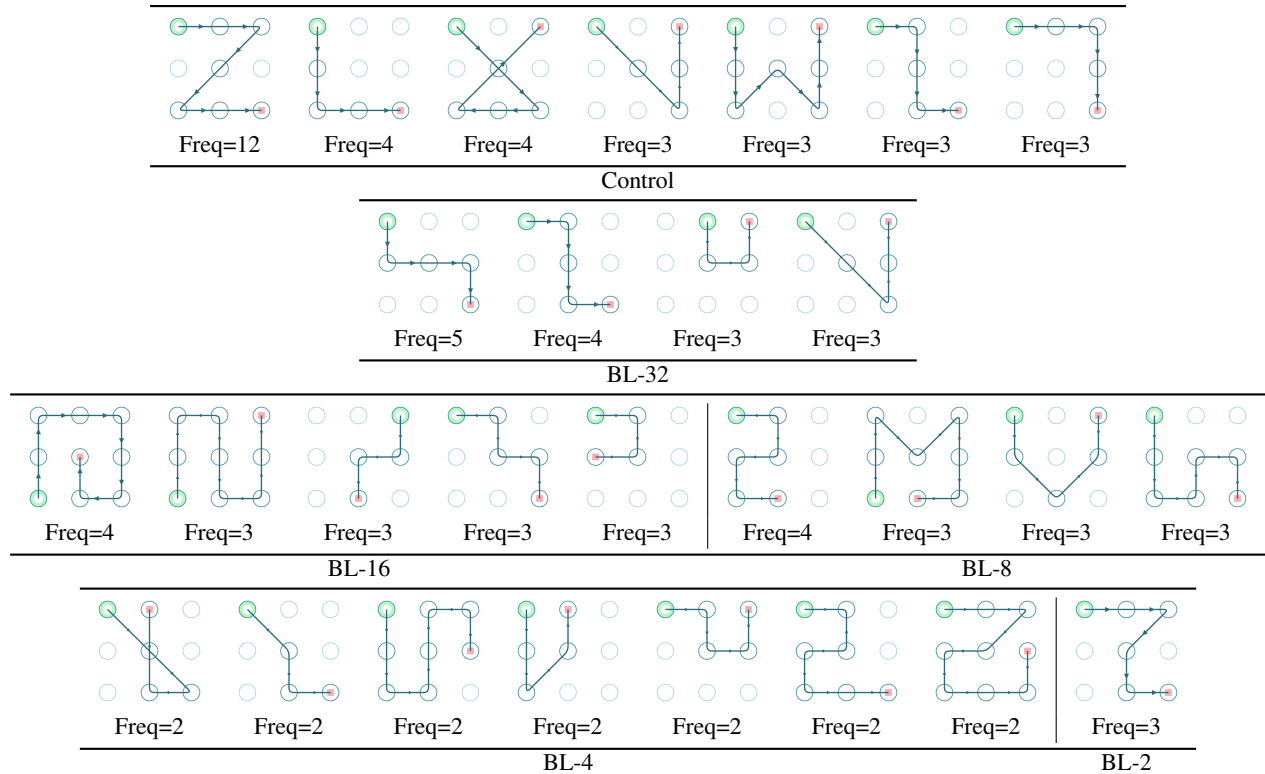 Freq=12 Freq=4 Freq=4 Freq=3 Freq=3 Freq=3 Freq=3
Control
Freq=5 Freq=4 Freq=3 Freq=3
BL-32
Freq=4 Freq=3 Freq=3 Freq=3 Freq=3 Freq=4 Freq=3 Freq=3 Freq=3
BL-16 BL-8
Freq=2 Freq=2 Freq=2 Freq=2 Freq=2 Freq=2 Freq=2 Freq=3
BL-4 BL-2